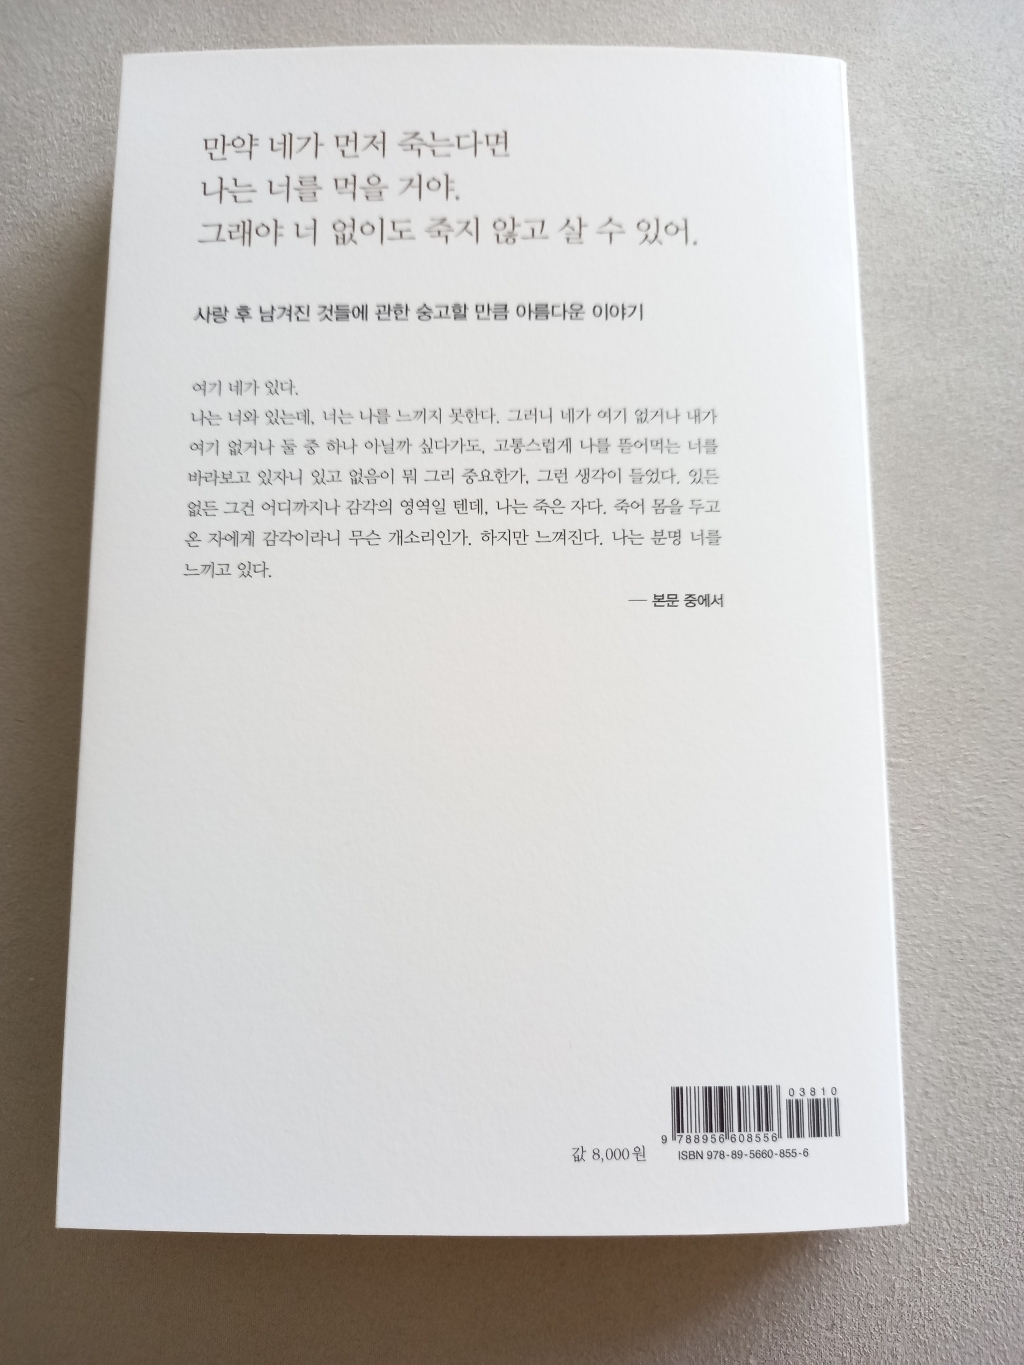 만약 네가 먼저 죽는다면
나는 너를 먹을 거야.
그래야 너 없이도 죽지 않고 살 수 있어.
사랑 후 남겨진 것들에 관한 숭고할 만큼 아름다운 이야기
여기 네가 있다.
나는 너와 있는데, 너는 나를 느끼지 못한다. 그러니 네가 여기 없거나 내가
여기 없거나 둘 중 하나 아닐까 싶다가도, 고통스럽게 나를 뜯어먹는 너를
바라보고 있자니 있고 없음이 뭐 그리 중요한가, 그런 생각이 들었다. 있든
없든 그건 어디까지나 감각의 영역일 텐데, 나는 죽은 자다. 죽어 몸을 두고
온 자에게 감각이라니 무슨 개소리인가. 하지만 느껴진다. 나는 분명 너를
느끼고 있다.
— 본문 중에서
03810
9 788956 608556
값 8,000원
ISBN 978-89-5660-855-6